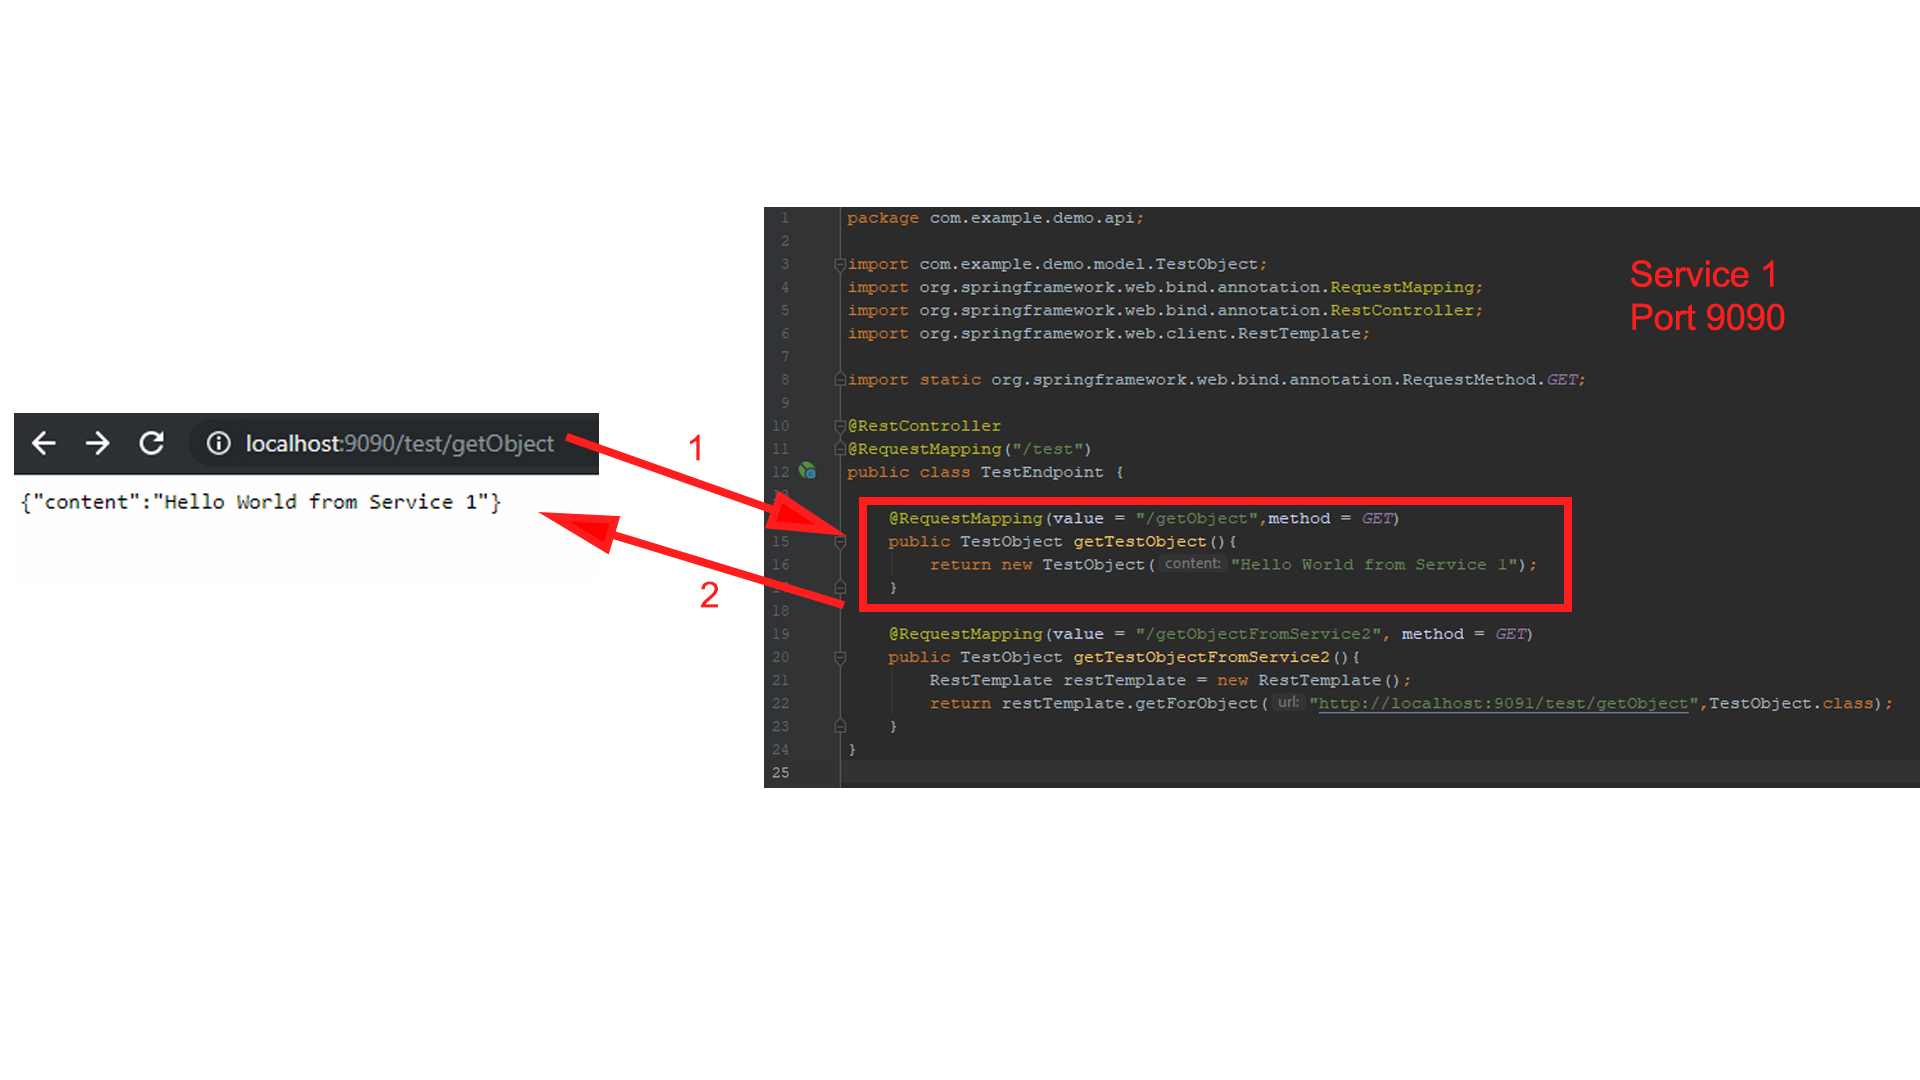 localhost:9090/test/getObject
{"content":"Hello World from Service 1"}
1
2
Service 1
Port 9090
1 package com.example.demo.api;
2
3 import com.example.demo.model.TestObject;
4 import org.springframework.web.bind.annotation.RequestMapping;
5 import org.springframework.web.bind.annotation.RestController;
6 import org.springframework.web.client.RestTemplate;
7
8 import static org.springframework.web.bind.annotation.RequestMethod.GET;
9
10 @RestController
11 @RequestMapping("/test")
12 public class TestEndpoint {
@RequestMapping(value = "/getObject",method = GET)
15 public TestObject getTestObject(){
16 return new TestObject( content: "Hello World from Service 1");
}
18
19 @RequestMapping(value = "/getObjectFromService2", method = GET)
20 public TestObject getTestObjectFromService2(){
21 RestTemplate restTemplate = new RestTemplate();
22 return restTemplate.getForObject( url: "http://localhost:9091/test/getObject",TestObject.class);
23 }
24 }
25